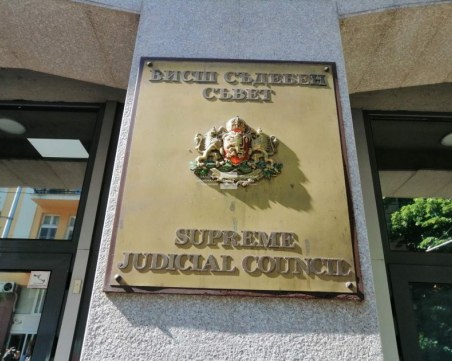 ВИСШ СЪДЕБЕН
СЪВЕТ
SUPREME
JUDICIAL COUNCIL